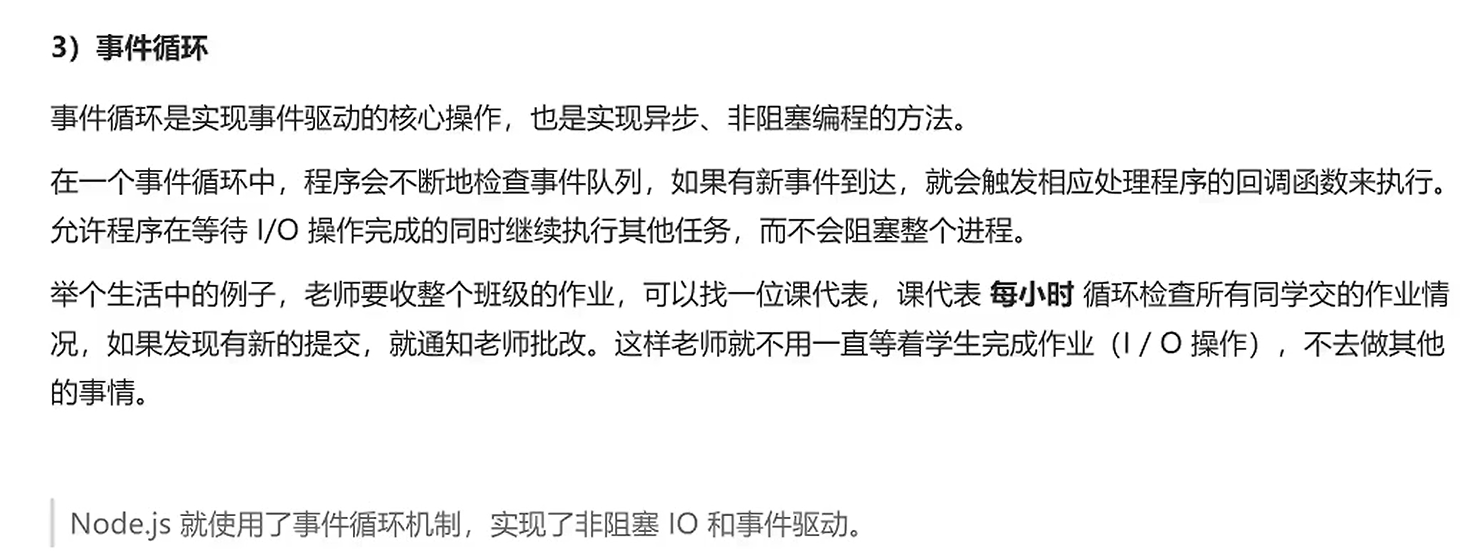 3）事件循环
事件循环是实现事件驱动的核心操作，也是实现异步、非阻塞编程的方法。
在一个事件循环中，程序会不断地检查事件队列，如果有新事件到达，就会触发相应处理程序的回调函数来执行。
允许程序在等待 I/O 操作完成的同时继续执行其他任务，而不会阻塞整个进程。
举个生活中的例子，老师要收整个班级的作业，可以找一位课代表，课代表 每小时 循环检查所有同学交的作业情
况，如果发现有新的提交，就通知老师批改。这样老师就不用一直等着学生完成作业（I / O 操作），不去做其他
的事情。
Node.js 就使用了事件循环机制，实现了非阻塞 IO 和事件驱动。